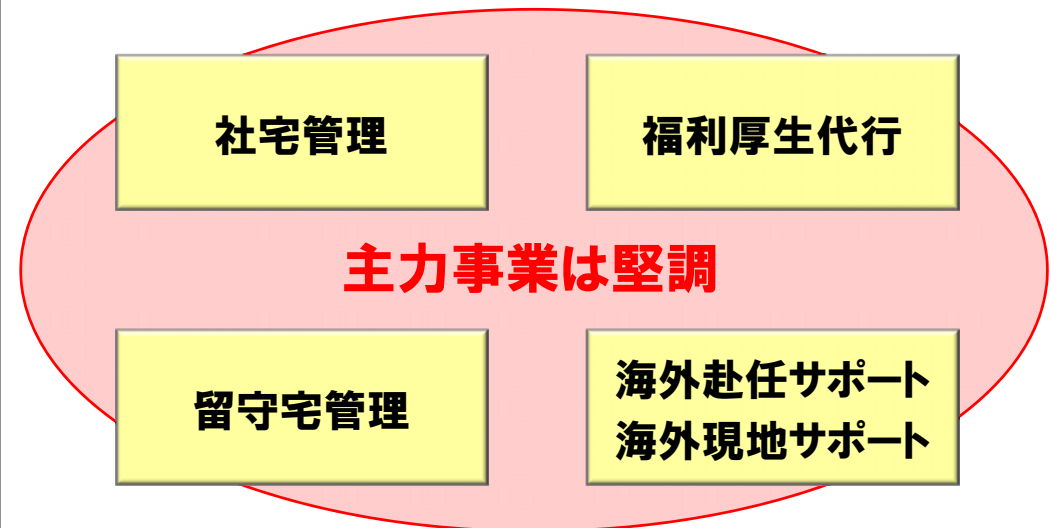 社宅管理
福利厚生代行
主力事業は堅調
留守宅管理
海外赴任サポート
海外現地サポート